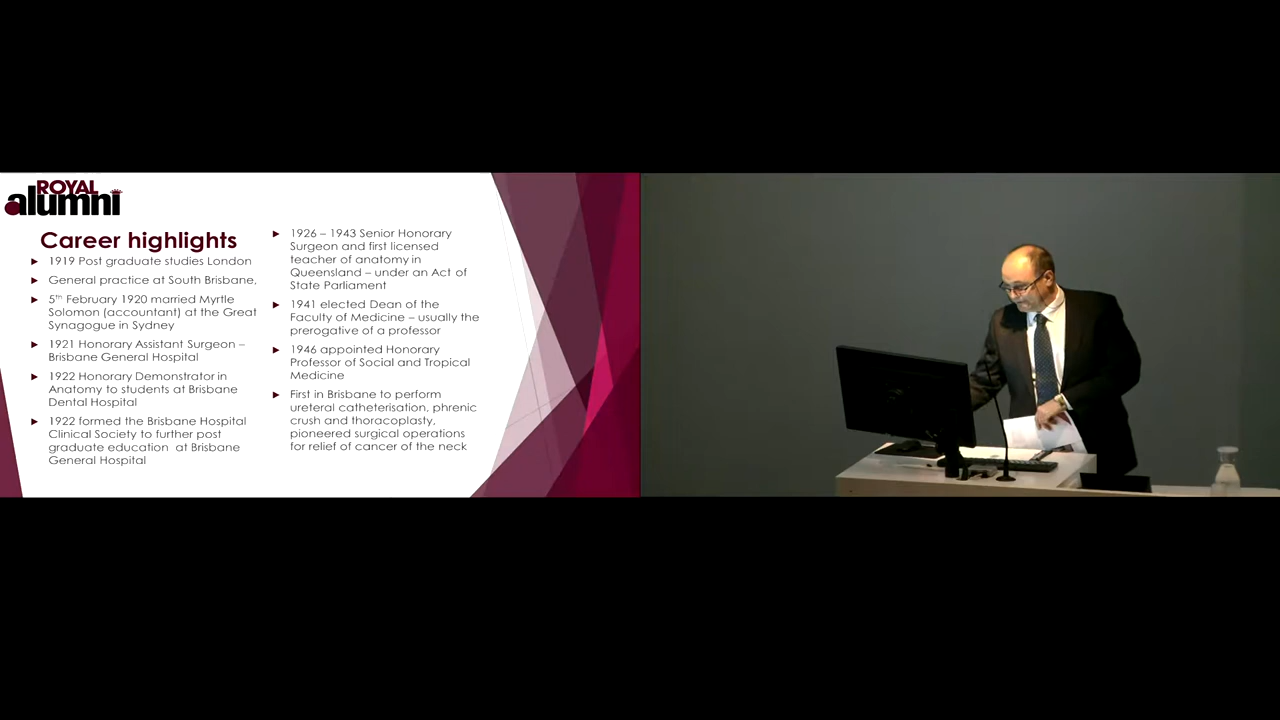 ROYAL
alumni
Career highlights
1919 Post graduate studies London
General practice at South Brisbane,
5th February 1920 married Myrtle
Solomon (accountant) at the Great
Synagogue in Sydney
1921 Honorary Assistant Surgeon –
Brisbane General Hospital
1922 Honorary Demonstrator in
Anatomy to students at Brisbane
Dental Hospital
1922 formed the Brisbane Hospital
Clinical Society to further post
graduate education at Brisbane
General Hospital
1926 – 1943 Senior Honorary
Surgeon and first licensed
teacher of anatomy in
Queensland – under an Act of
State Parliament
1941 elected Dean of the
Faculty of Medicine – usually the
prerogative of a professor
1946 appointed Honorary
Professor of Social and Tropical
Medicine
First in Brisbane to perform
ureteral catheterisation, phrenic
crush and thoracoplasty,
pioneered surgical operations
for relief of cancer of the neck